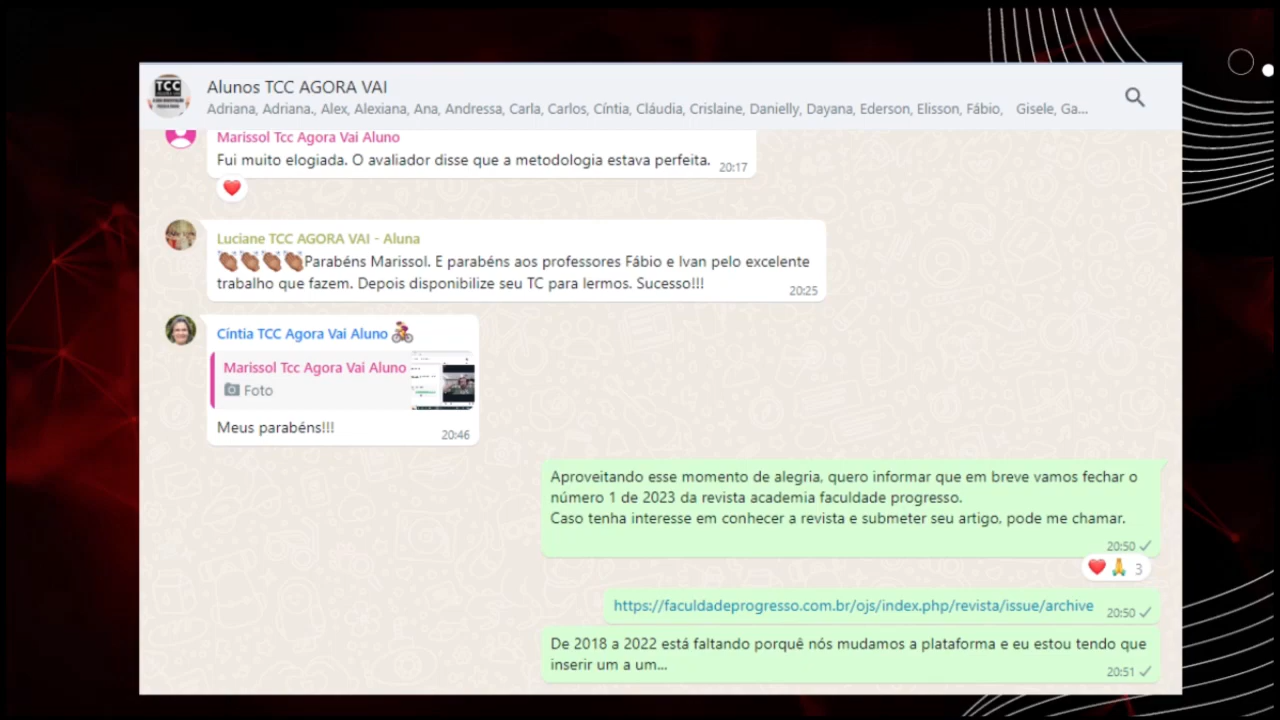 TCC
Alunos TCC AGORA VAI
Adriana, Adriana., Alex, Alexiana, Ana, Andressa, Carla, Carlos, Cíntia, Cláudia, Crislaine, Danielly, Dayana, Ederson, Elisson, Fábio, Gisele, Ga...
Marissol Tcc Agora Vai Aluno
Fui muito elogiada. O avaliador disse que a metodologia estava perfeita.
20:17
Luciane TCC AGORA VAI - Aluna
👏🏾👏🏾👏🏾👏🏾Parabéns Marissol. E parabéns aos professores Fábio e Ivan pelo excelente
trabalho que fazem. Depois disponibilize seu TC para lermos. Sucesso!!!
20:25
Cíntia TCC Agora Vai Aluno
Marissol Tcc Agora Vai Aluno
Foto
Meus parabéns!!!
20:46
Aproveitando esse momento de alegria, quero informar que em breve vamos fechar o
número 1 de 2023 da revista academia faculdade progresso.
Caso tenha interesse em conhecer a revista e submeter seu artigo, pode me chamar.
20:50
3
https://faculdadeprogresso.com.br/ojs/index.php/revista/issue/archive
20:50
De 2018 a 2022 está faltando porquê nós mudamos a plataforma e eu estou tendo que
inserir um a um...
20:51